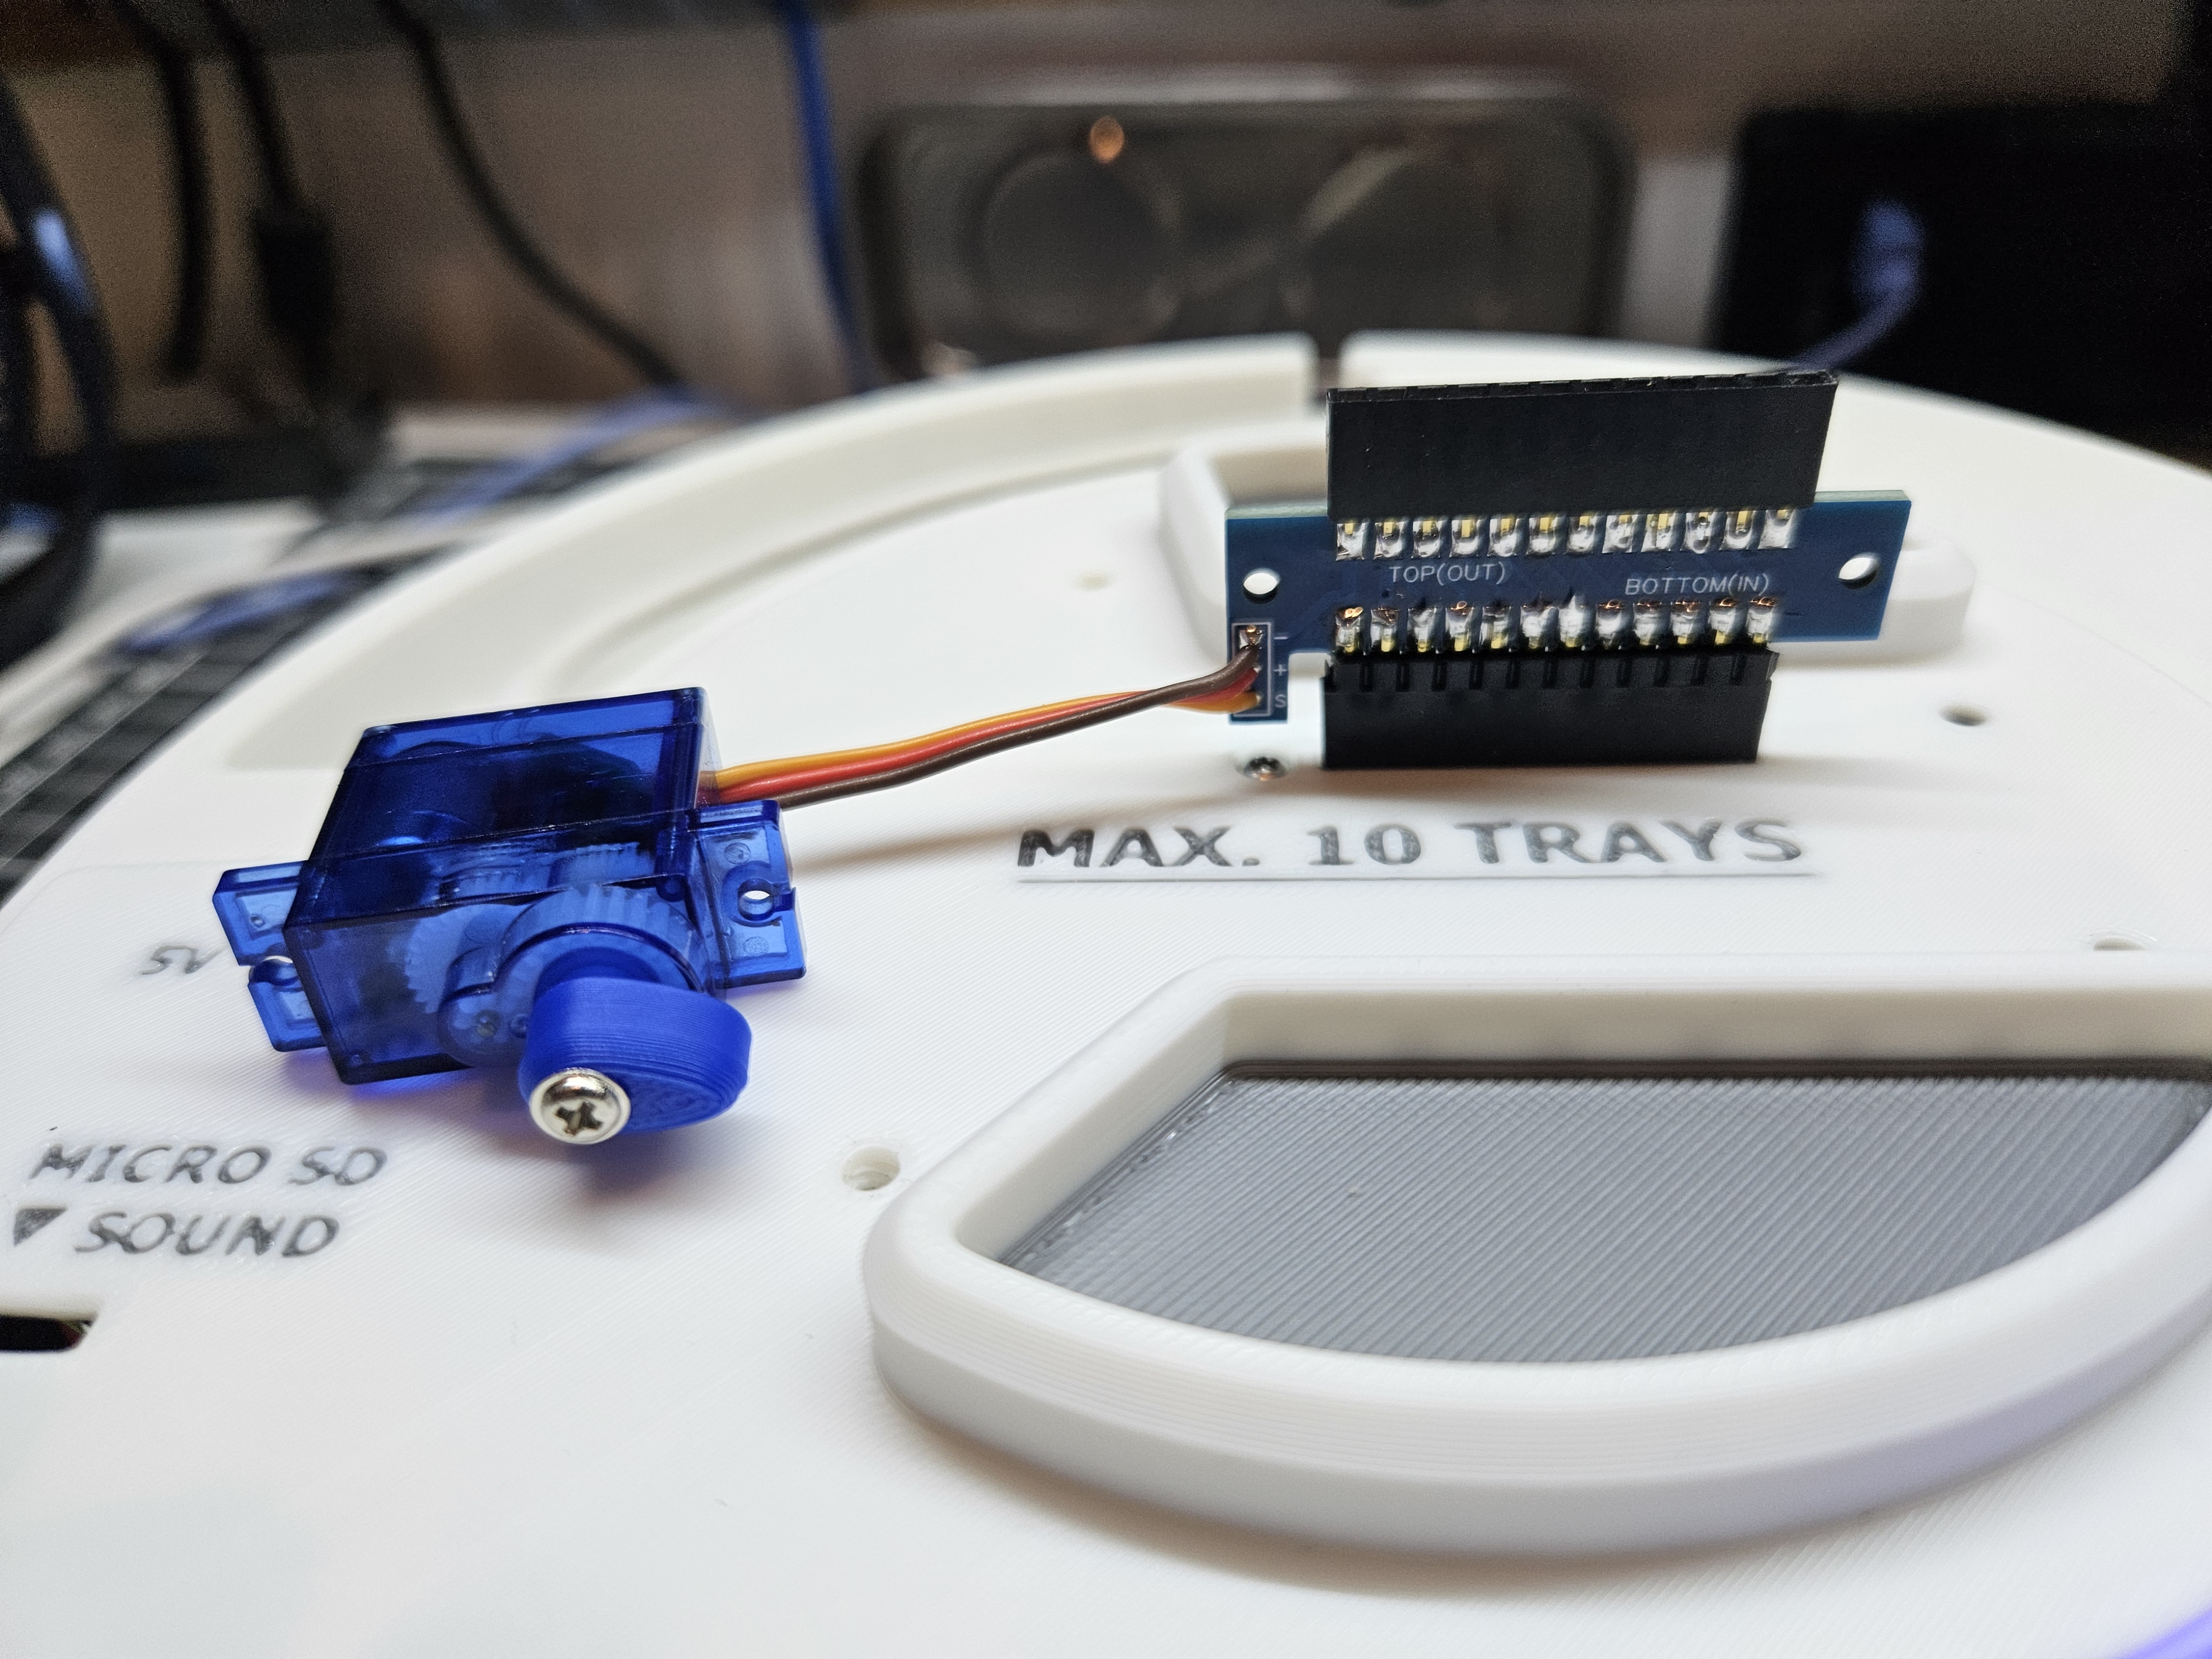 TOP(OUT)
BOTTOM(IN)
-
+
S
MAX. 10 TRAYS
5V
MICRO SD
▼ SOUND